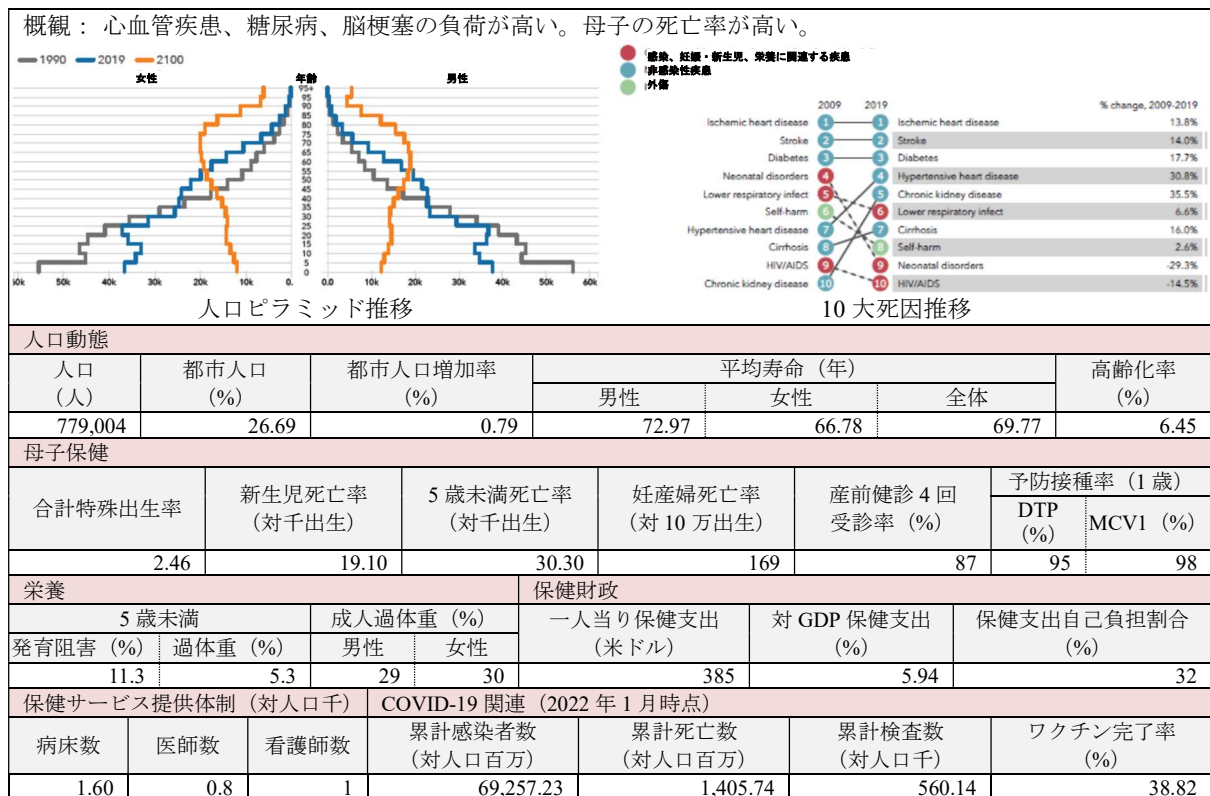 概観： 心血管疾患、糖尿病、脳梗塞の負荷が高い。母子の死亡率が高い。
1990 2019 2100
女性 年齢 男性
95+
90
85
80
75
70
65
60
55
50
45
40
35
30
25
20
15
10
5
0
50k 40k 30k 20k 10k 0. 0.0 10k 20k 30k 40k 50k 60k
人口ピラミッド推移
感染、妊娠・新生児、栄養に関連する疾患
非感染性疾患
外傷
2009 2019 % change, 2009-2019
Ischemic heart disease 1 1 Ischemic heart disease 13.8%
Stroke 2 2 Stroke 14.0%
Diabetes 3 3 Diabetes 17.7%
Neonatal disorders 4 4 Hypertensive heart disease 30.8%
Lower respiratory infect 5 5 Chronic kidney disease 35.5%
Self-harm 6 6 Lower respiratory infect 6.6%
Hypertensive heart disease 7 7 Cirrhosis 16.0%
Cirrhosis 8 8 Self-harm 2.6%
HIV/AIDS 9 9 Neonatal disorders -29.3%
Chronic kidney disease 10 10 HIV/AIDS -14.5%
10 大死因推移
人口動態
人口（人） 都市人口（%） 都市人口増加率（%） 平均寿命（年） 高齢化率（%）
男性 女性 全体
779,004 26.69 0.79 72.97 66.78 69.77 6.45
母子保健
合計特殊出生率 新生児死亡率（対千出生） 5 歳未満死亡率（対千出生） 妊産婦死亡率（対 10 万出生） 産前健診 4 回受診率（%） 予防接種率（1 歳）
DTP（%） MCV1（%）
2.46 19.10 30.30 169 87 95 98
栄養 保健財政
5 歳未満 成人過体重（%） 一人当り保健支出（米ドル） 対 GDP 保健支出（%） 保健支出自己負担割合（%）
発育阻害（%） 過体重（%） 男性 女性
11.3 5.3 29 30 385 5.94 32
保健サービス提供体制（対人口千） COVID-19 関連（2022 年 1 月時点）
病床数 医師数 看護師数 累計感染者数（対人口百万） 累計死亡数（対人口百万） 累計検査数（対人口千） ワクチン完了率（%）
1.60 0.8 1 69,257.23 1,405.74 560.14 38.82